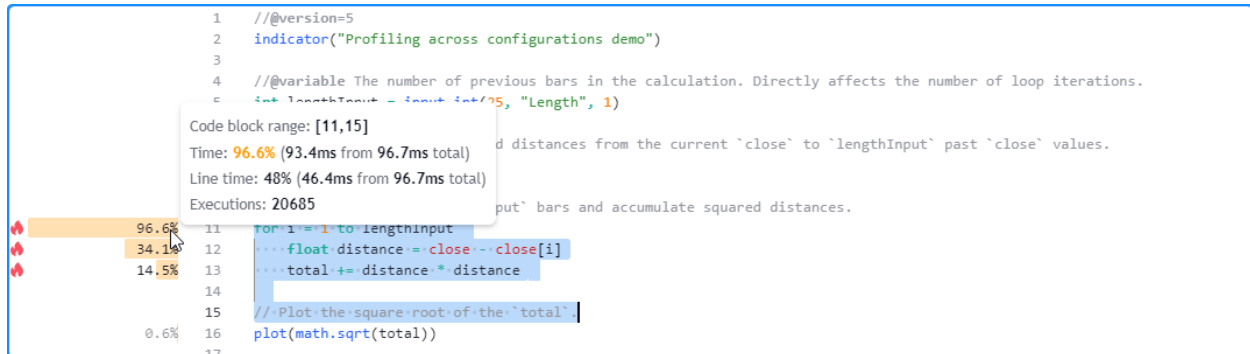 1 //@version=5
2 indicator("Profiling across configurations demo")
3
4 //@variable The number of previous bars in the calculation. Directly affects the number of loop iterations.
5 int lengthInput = input.int(25, "Length", 1)
Code block range: [11,15]
Time: 96.6% (93.4ms from 96.7ms total)
d distances from the current `close` to `lengthInput` past `close` values.
Line time: 48% (46.4ms from 96.7ms total)
Executions: 20685
put` bars and accumulate squared distances.
96.6% 11 for i = 1 to lengthInput
34.1% 12 ····float distance = close - close[i]
14.5% 13 ····total += distance * distance
14
15 //·Plot·the·square·root·of·the·`total`.
0.6% 16 plot(math.sqrt(total))
17